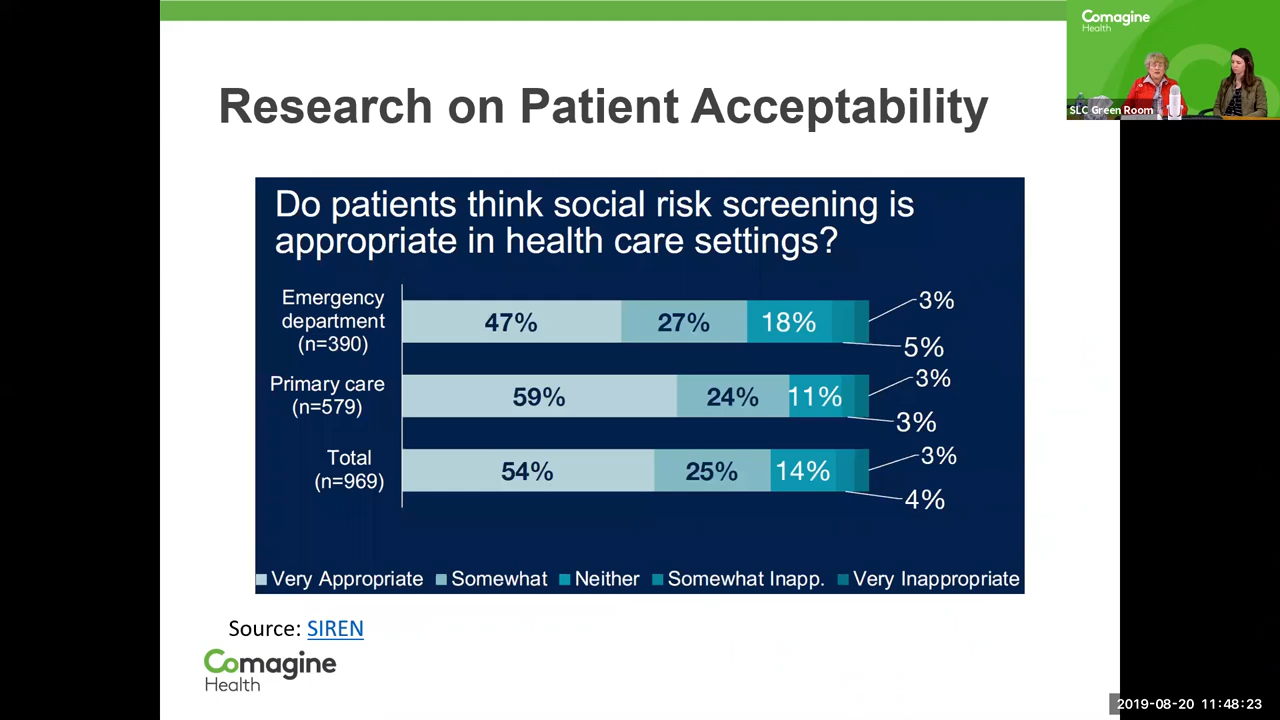 Research on Patient Acceptability
Comagine
Health
SLC Green Room
Do patients think social risk screening is
appropriate in health care settings?
Emergency
department
(n=390)
47%
27%
18%
3%
5%
Primary care
(n=579)
59%
24%
11%
3%
3%
Total
(n=969)
54%
25%
14%
3%
4%
Very Appropriate
Somewhat
Neither
Somewhat Inapp.
Very Inappropriate
Source: SIREN
Comagine
Health
2019-08-20 11:48:23